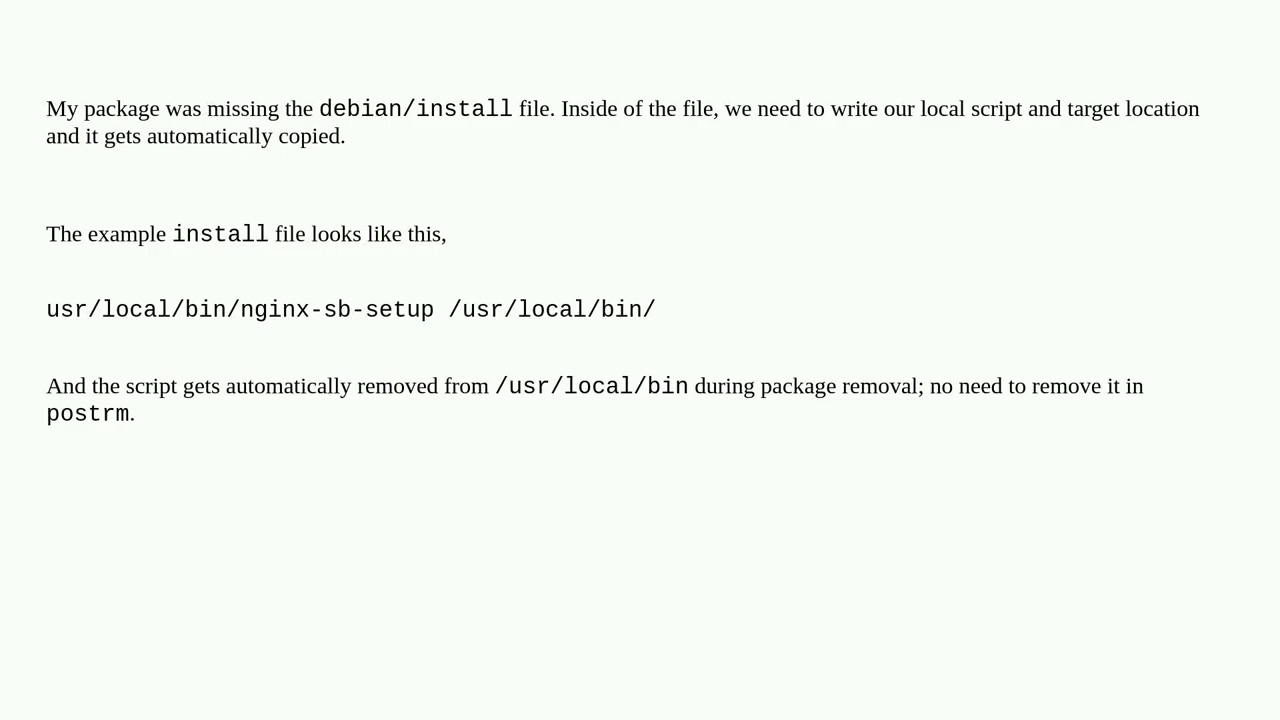 My package was missing the debian/install file. Inside of the file, we need to write our local script and target location
and it gets automatically copied.
The example install file looks like this,
usr/local/bin/nginx-sb-setup /usr/local/bin/
And the script gets automatically removed from /usr/local/bin during package removal; no need to remove it in
postrm.